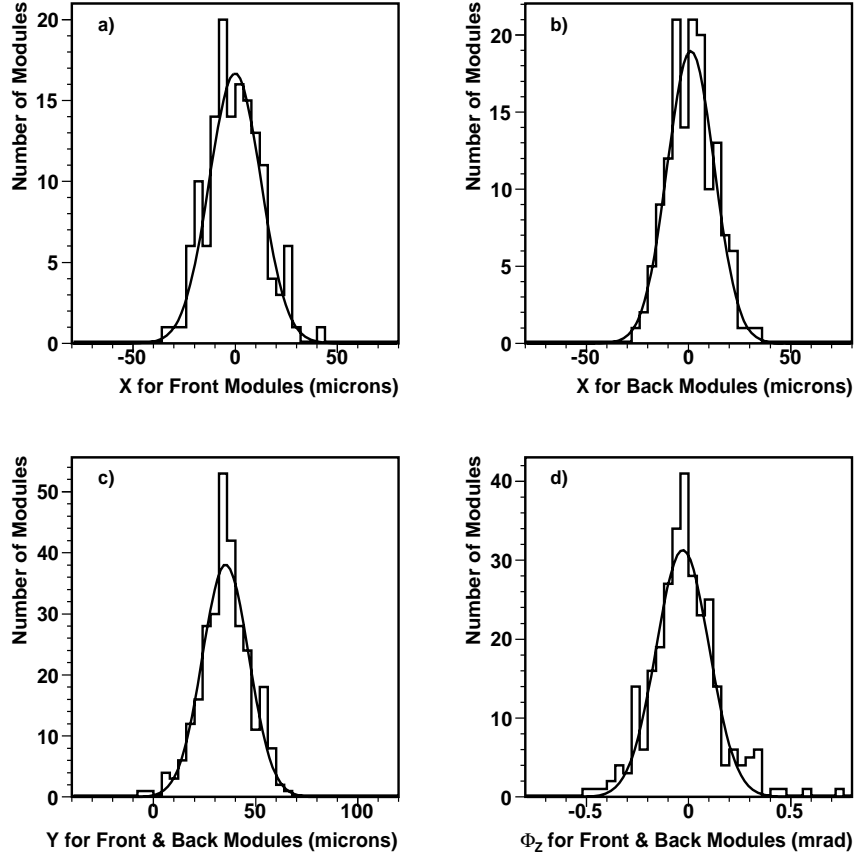 a)
Number of Modules
20
15
10
5
0
-50
0
50
X for Front Modules (microns)
b)
Number of Modules
20
15
10
5
0
-50
0
50
X for Back Modules (microns)
c)
Number of Modules
50
40
30
20
10
0
0
50
100
Y for Front & Back Modules (microns)
d)
Number of Modules
40
30
20
10
0
-0.5
0
0.5
Φz for Front & Back Modules (mrad)